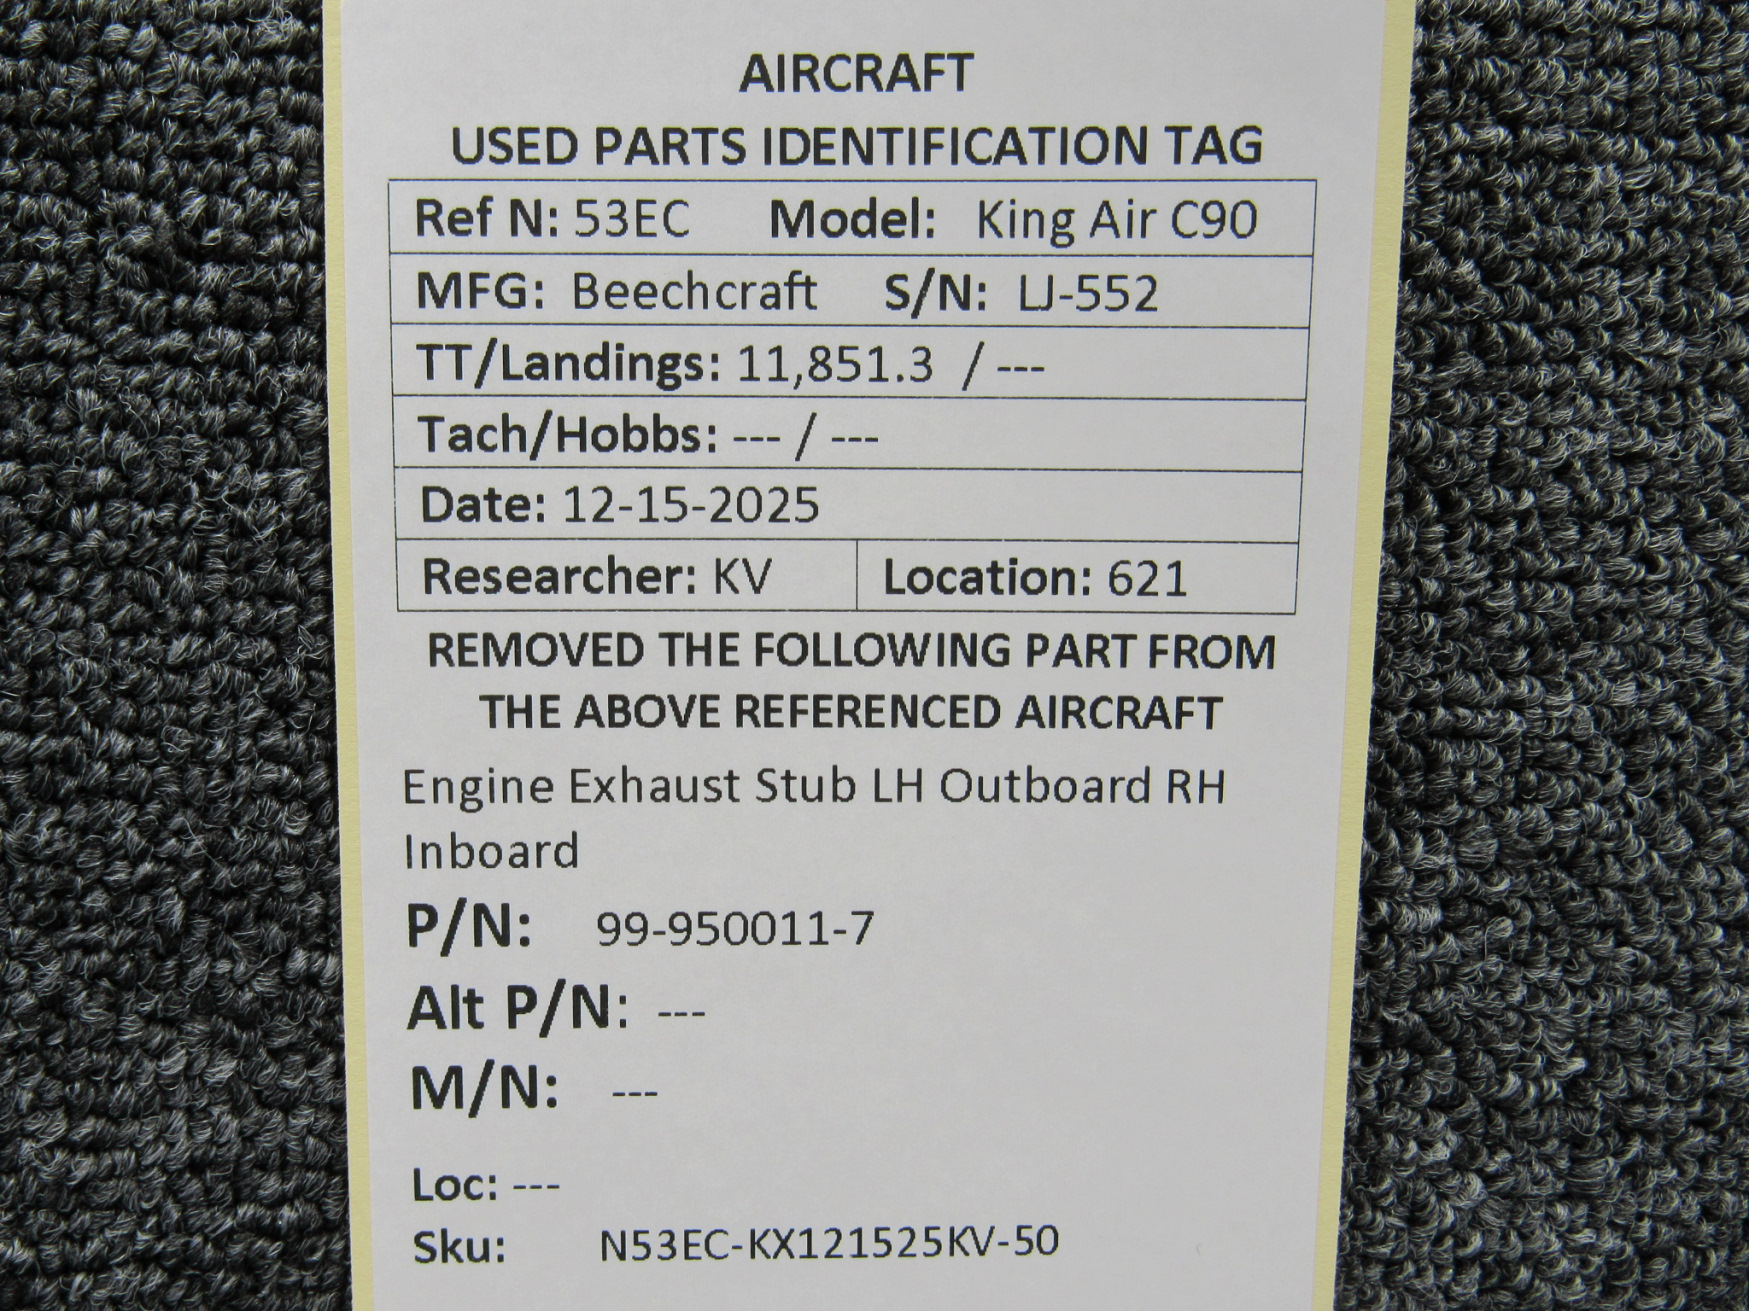 AIRCRAFT
USED PARTS IDENTIFICATION TAG
Ref N: 53EC Model: King Air C90
MFG: Beechcraft S/N: LJ-552
TT/Landings: 11,851.3 / ---
Tach/Hobbs: --- / ---
Date: 12-15-2025
Researcher: KV Location: 621
REMOVED THE FOLLOWING PART FROM
THE ABOVE REFERENCED AIRCRAFT
Engine Exhaust Stub LH Outboard RH
Inboard
P/N: 99-950011-7
Alt P/N: ---
M/N: ---
Loc: ---
Sku: N53EC-KX121525KV-50